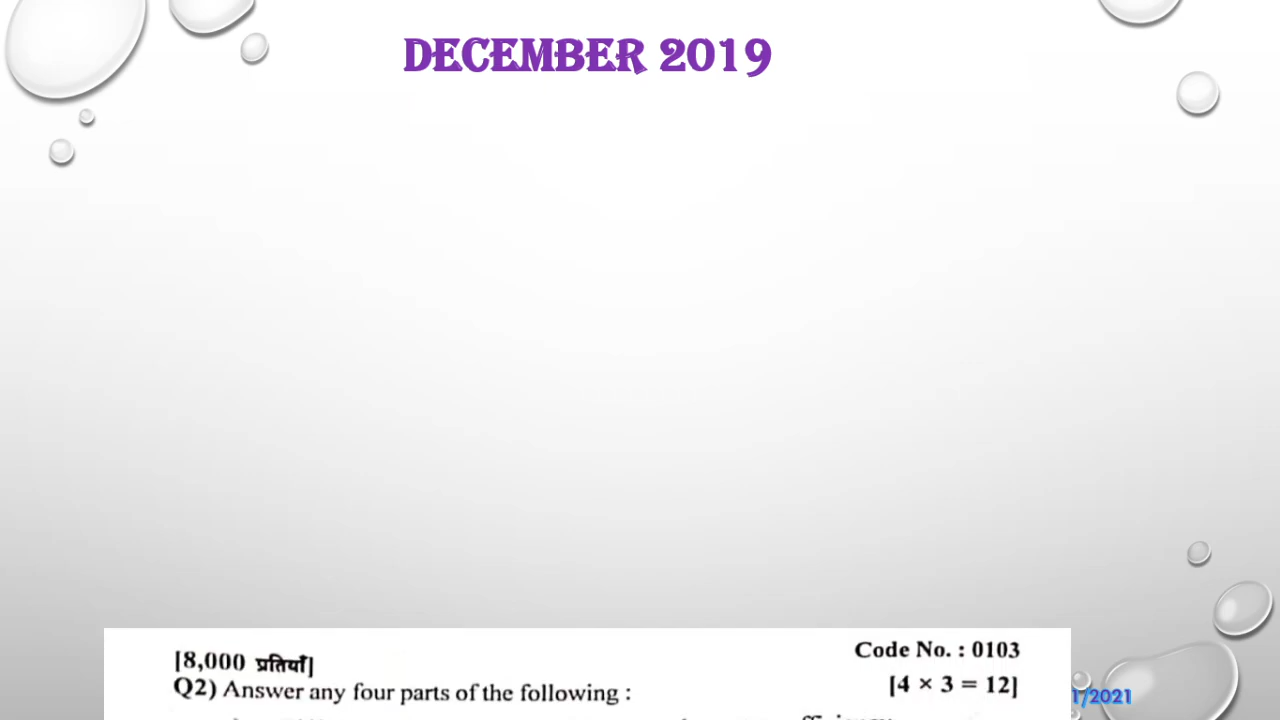 DECEMBER 2019
Code No. : 0103
[8,000 प्रतियाँ]
Q2) Answer any four parts of the following :
[4 × 3 = 12]
1/2021